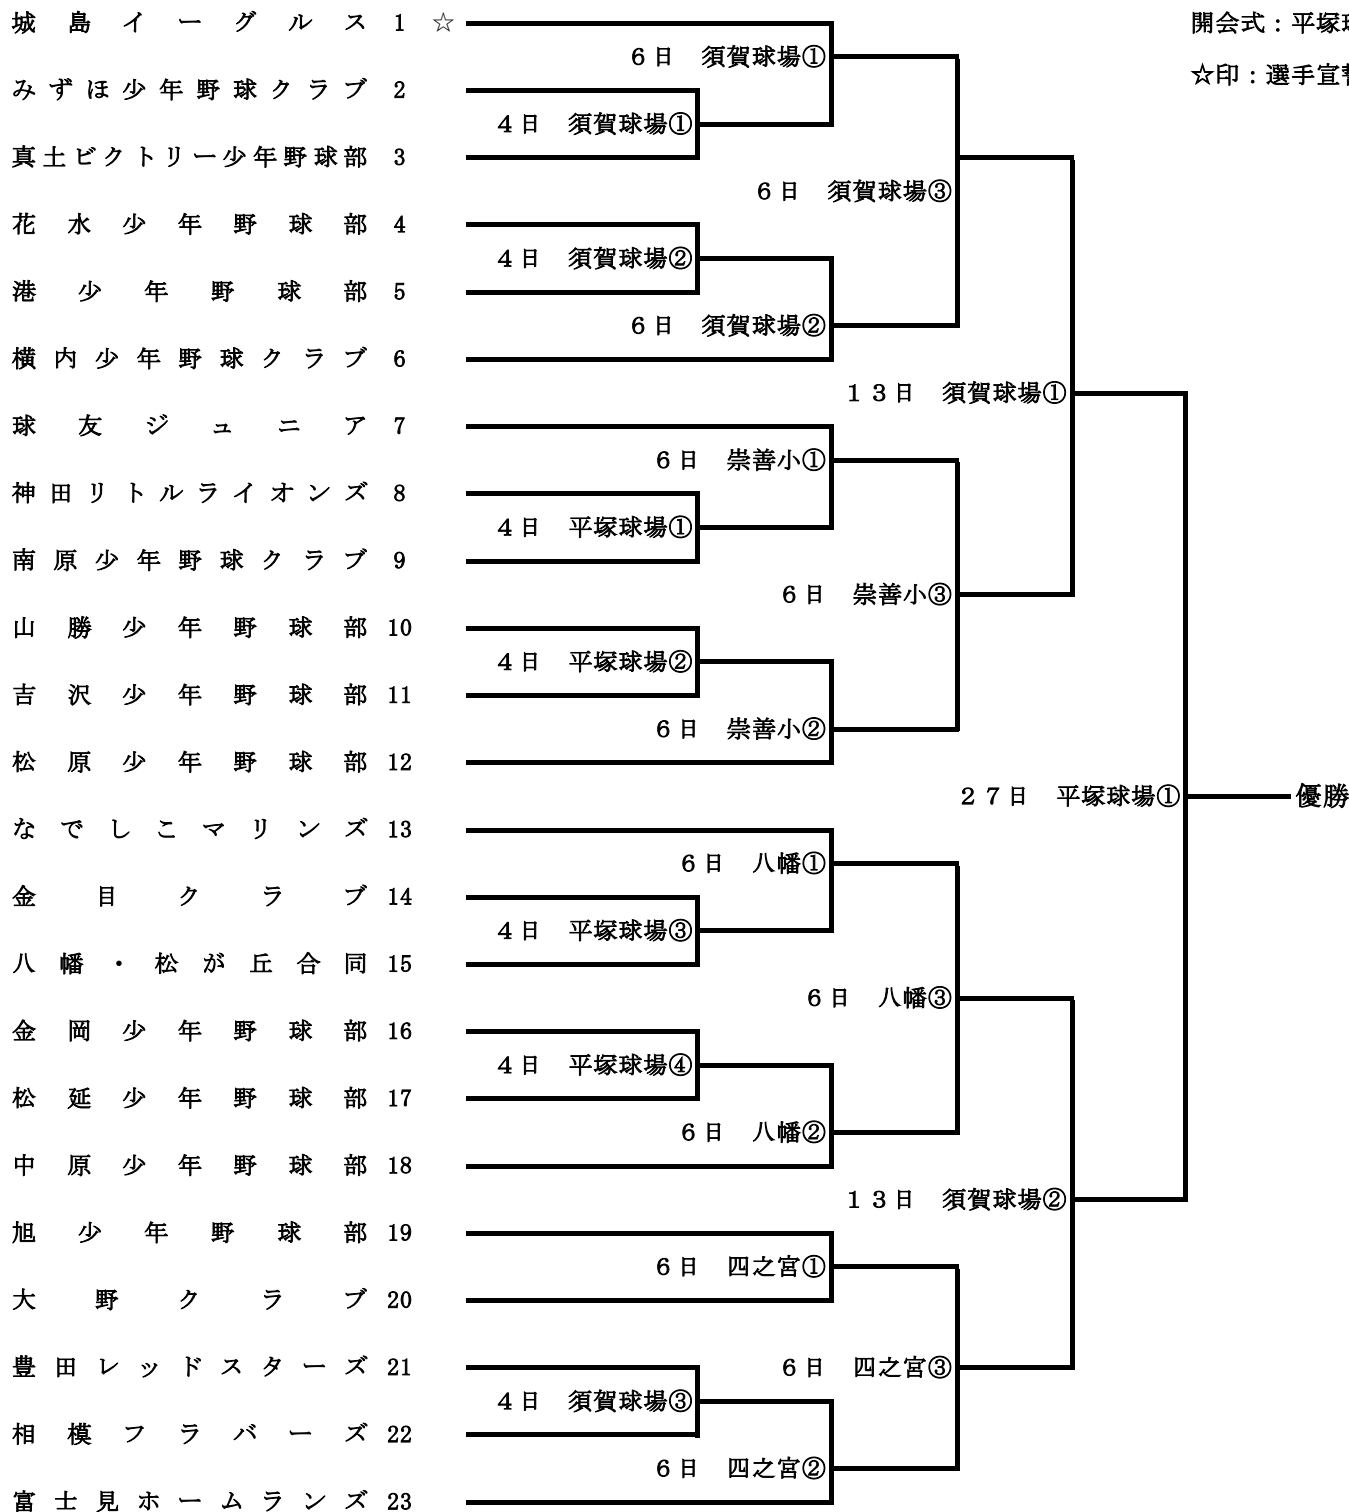 城島イーグルス 1 ☆
開会式：平塚球
6日 須賀球場①
☆印：選手宣誓
みずほ少年野球クラブ 2
4日 須賀球場①
真土ビクトリー少年野球部 3
6日 須賀球場③
花水少年野球部 4
4日 須賀球場②
港少年野球部 5
6日 須賀球場②
横内少年野球クラブ 6
13日 須賀球場①
球友ジュニア 7
6日 崇善小①
神田リトルライオンズ 8
4日 平塚球場①
南原少年野球クラブ 9
6日 崇善小③
山勝少年野球部 10
4日 平塚球場②
吉沢少年野球部 11
6日 崇善小②
松原少年野球部 12
27日 平塚球場① 優勝
なでしこマリンズ 13
6日 八幡①
金目クラブ 14
4日 平塚球場③
八幡・松が丘合同 15
6日 八幡③
金岡少年野球部 16
4日 平塚球場④
松延少年野球部 17
6日 八幡②
中原少年野球部 18
13日 須賀球場②
旭少年野球部 19
6日 四之宮①
大野クラブ 20
豊田レッドスターズ 21
6日 四之宮③
4日 須賀球場③
相模フラバーズ 22
6日 四之宮②
富士見ホームランズ 23